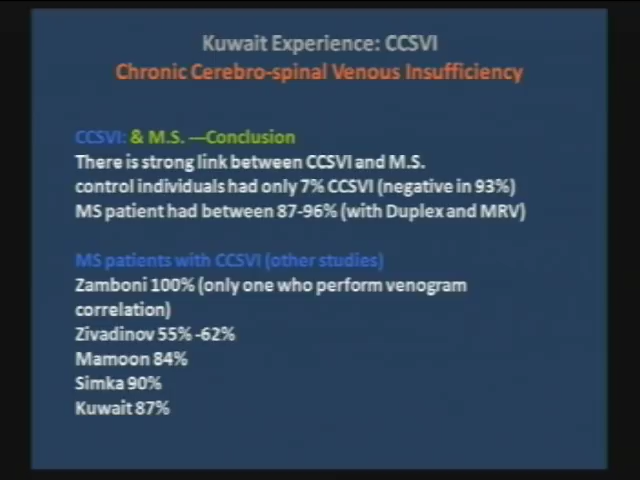 Kuwait Experience: CCSVI
Chronic Cerebro-spinal Venous Insufficiency
CCSVI: & M.S. —Conclusion
There is strong link between CCSVI and M.S.
control individuals had only 7% CCSVI (negative in 93%)
MS patient had between 87-96% (with Duplex and MRV)
MS patients with CCSVI (other studies)
Zamboni 100% (only one who perform venogram
correlation)
Zivadinov 55% -62%
Mamoon 84%
Simka 90%
Kuwait 87%